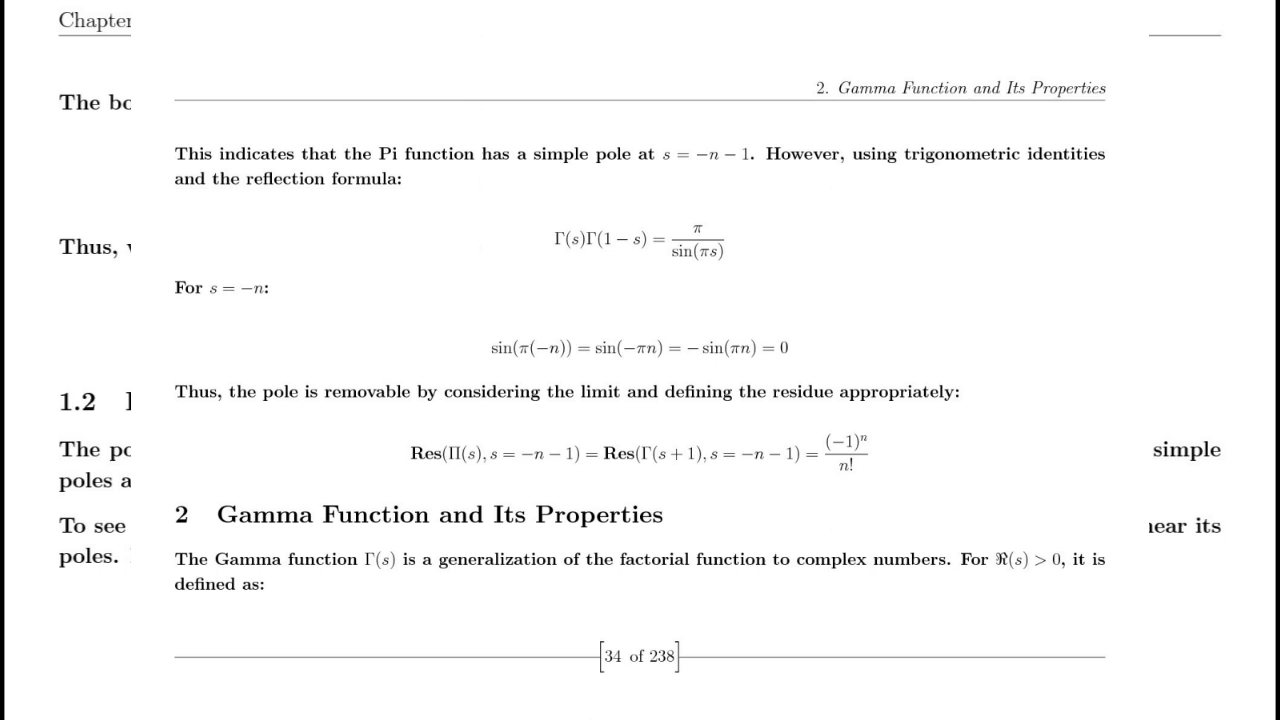 Chapter
2. Gamma Function and Its Properties
The
This indicates that the Pi function has a simple pole at s = −n − 1. However, using trigonometric identities
and the reflection formula:
Γ(s)Γ(1 − s) = π / sin(πs)
Thus,
For s = −n:
sin(π(−n)) = sin(−πn) = − sin(πn) = 0
Thus, the pole is removable by considering the limit and defining the residue appropriately:
1.2
Res(Π(s), s = −n − 1) = Res(Γ(s + 1), s = −n − 1) = (−1)ⁿ / n!
The
simple
poles
2 Gamma Function and Its Properties
To see
near its
poles.
The Gamma function Γ(s) is a generalization of the factorial function to complex numbers. For ℜ(s) > 0, it is
defined as:
[34 of 238]